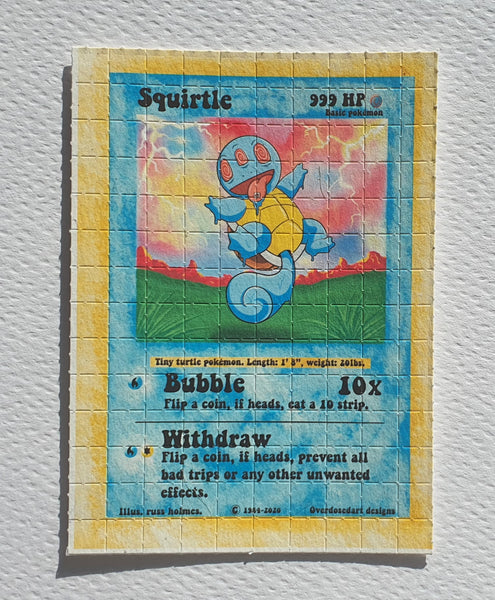 Squirtle 999 HP
Basic pokemon
Tiny turtle pokémon. Length: 1' 8", weight: 20lbs.
Bubble 10x
Flip a coin, if heads, eat a 10 strip.
Withdraw
Flip a coin, if heads, prevent all
bad trips or any other unwanted
effects.
Illus. russ holmes. © 1944-2020 Overdosedart designs